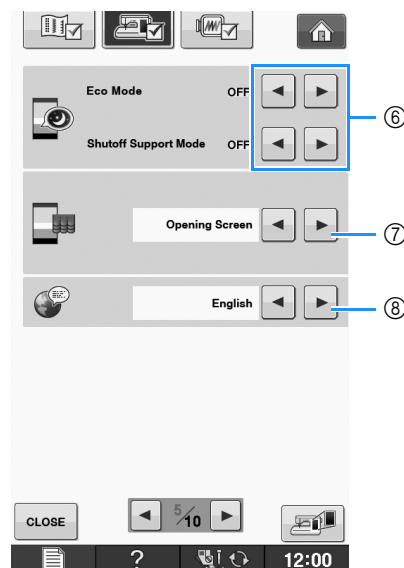 Eco Mode OFF
⑥
Shutoff Support Mode OFF
Opening Screen
⑦
English
⑧
CLOSE
5/10
?
12:00